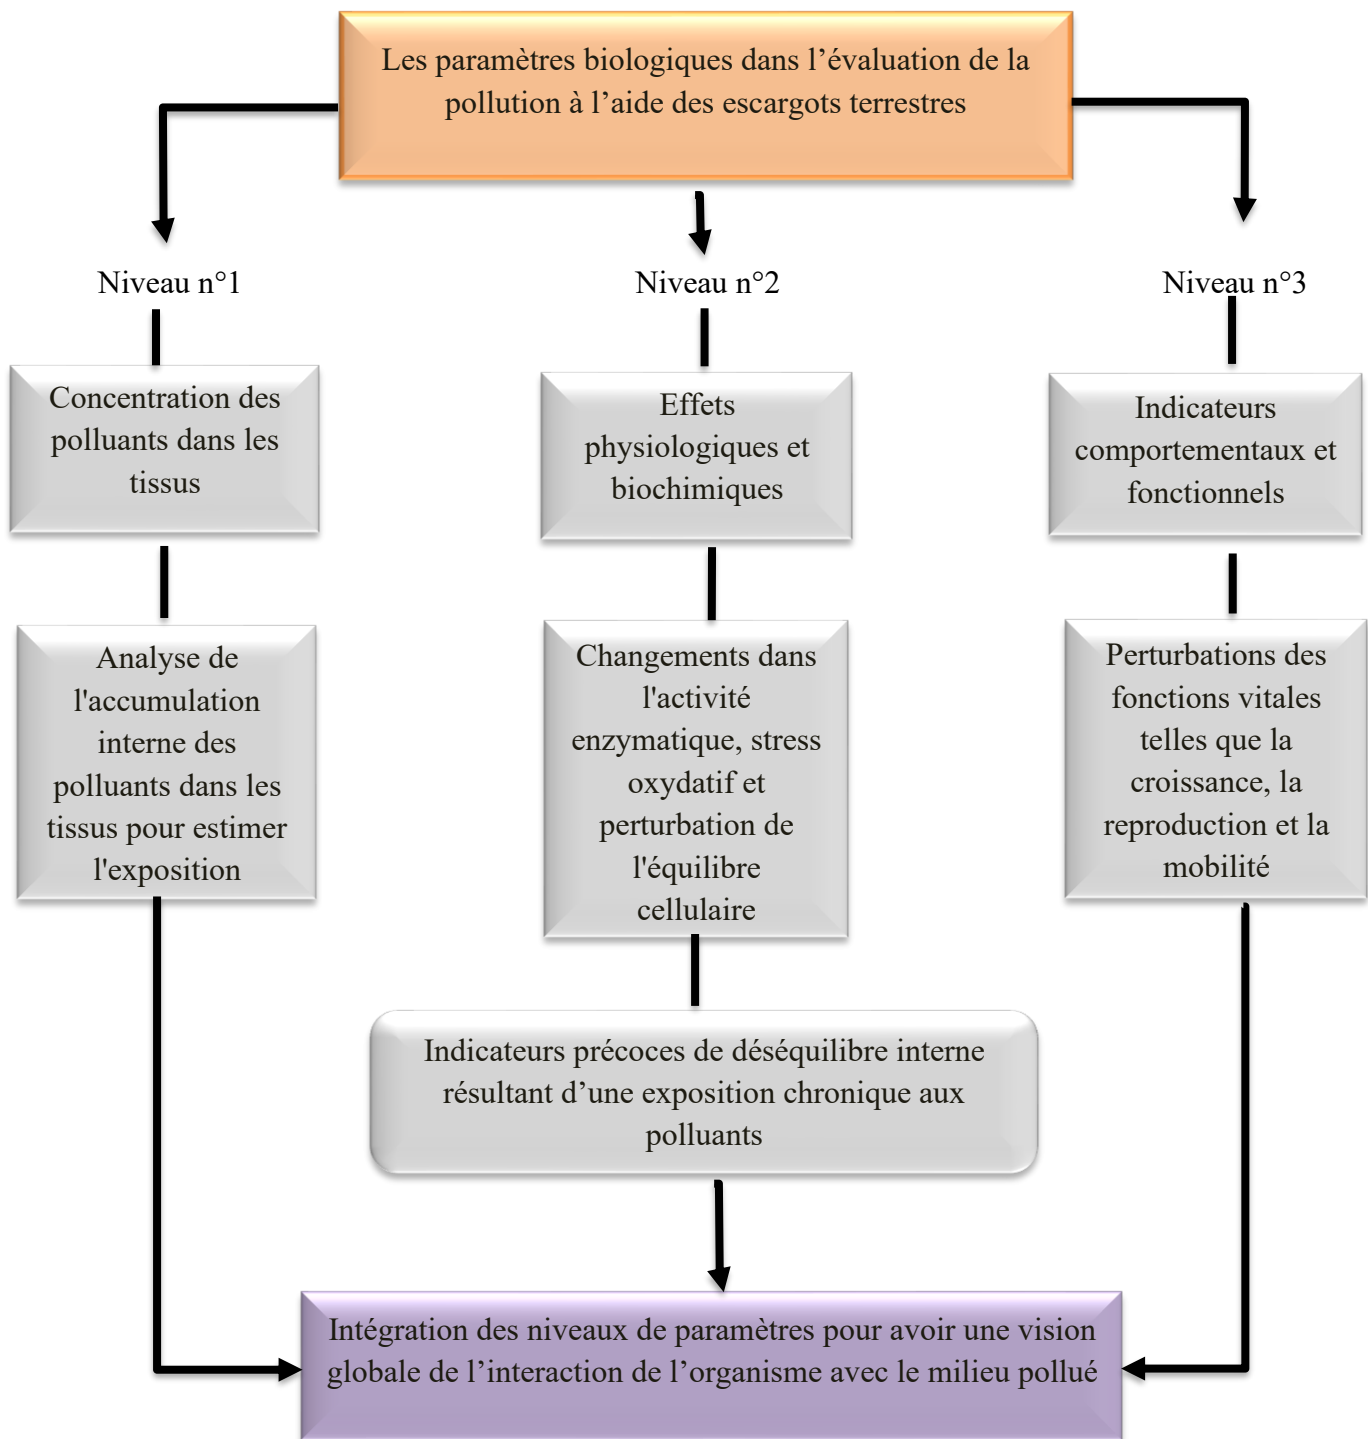 Les paramètres biologiques dans l’évaluation de la
pollution à l’aide des escargots terrestres
Niveau n°1
Concentration des
polluants dans les
tissus
Analyse de
l'accumulation
interne des
polluants dans les
tissus pour estimer
l'exposition
Niveau n°2
Effets
physiologiques et
biochimiques
Changements dans
l'activité
enzymatique, stress
oxydatif et
perturbation de
l'équilibre
cellulaire
Indicateurs précoces de déséquilibre interne
résultant d’une exposition chronique aux
polluants
Niveau n°3
Indicateurs
comportementaux et
fonctionnels
Perturbations des
fonctions vitales
telles que la
croissance, la
reproduction et la
mobilité
Intégration des niveaux de paramètres pour avoir une vision
globale de l’interaction de l’organisme avec le milieu pollué